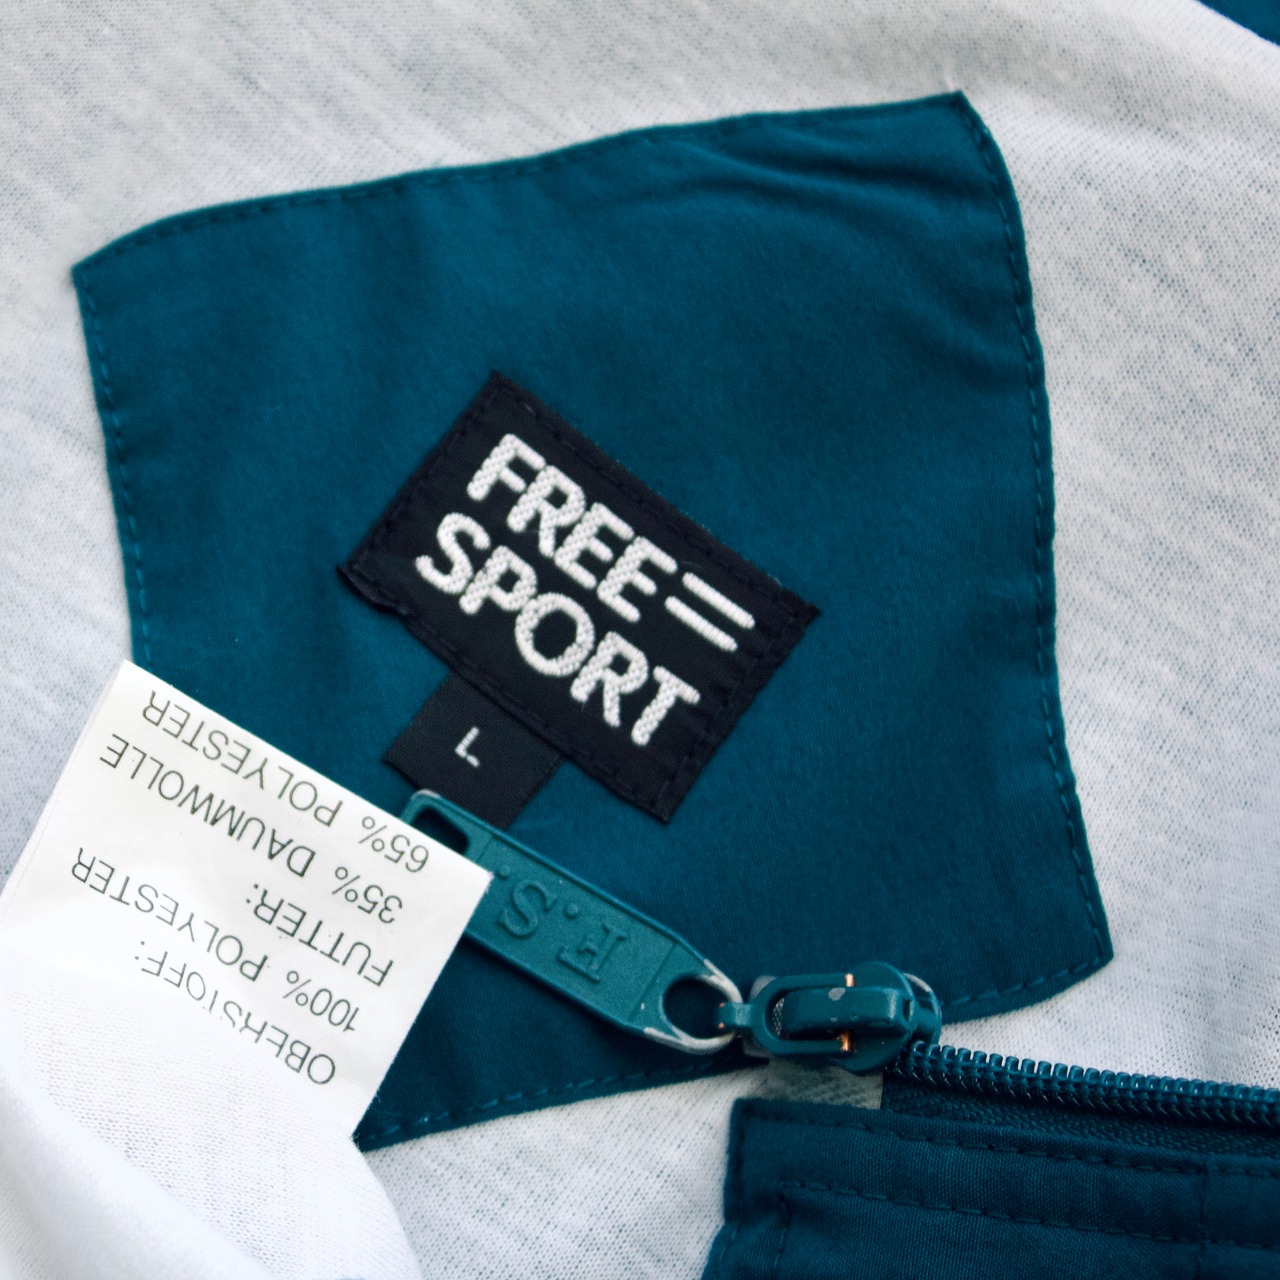 FREE=
SPORT
L
F.S.
OBERSTOFF:
100% POLYESTER
FUTTER:
35% DAUMWOLLE
65% POLYESTER